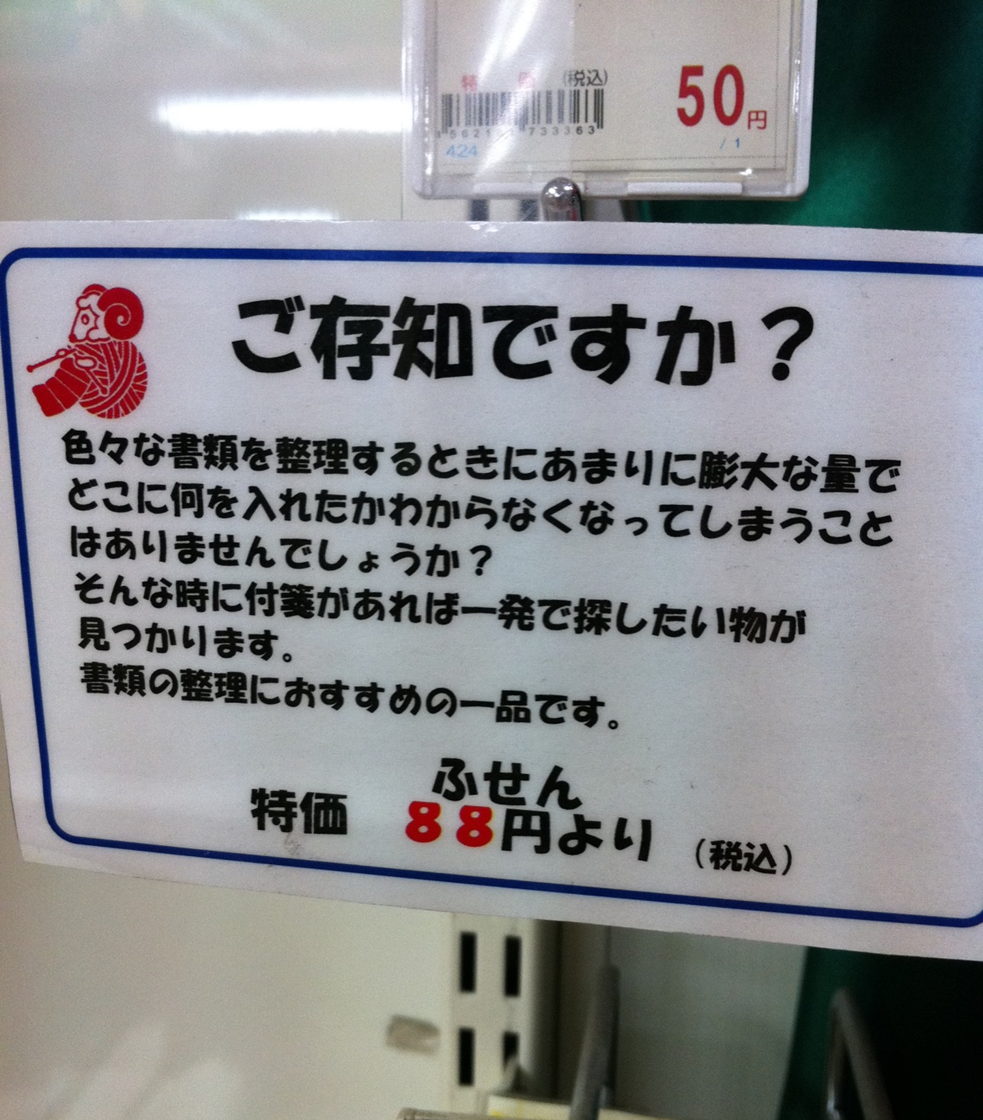 特 (税込)
50円
733363
424 / 1
ご存知ですか？
色々な書類を整理するときにあまりに膨大な量で
どこに何を入れたかわからなくなってしまうこと
はありませんでしょうか？
そんな時に付箋があれば一発で探したい物が
見つかります。
書類の整理におすすめの一品です。
ふせん
特価 88円より (税込)